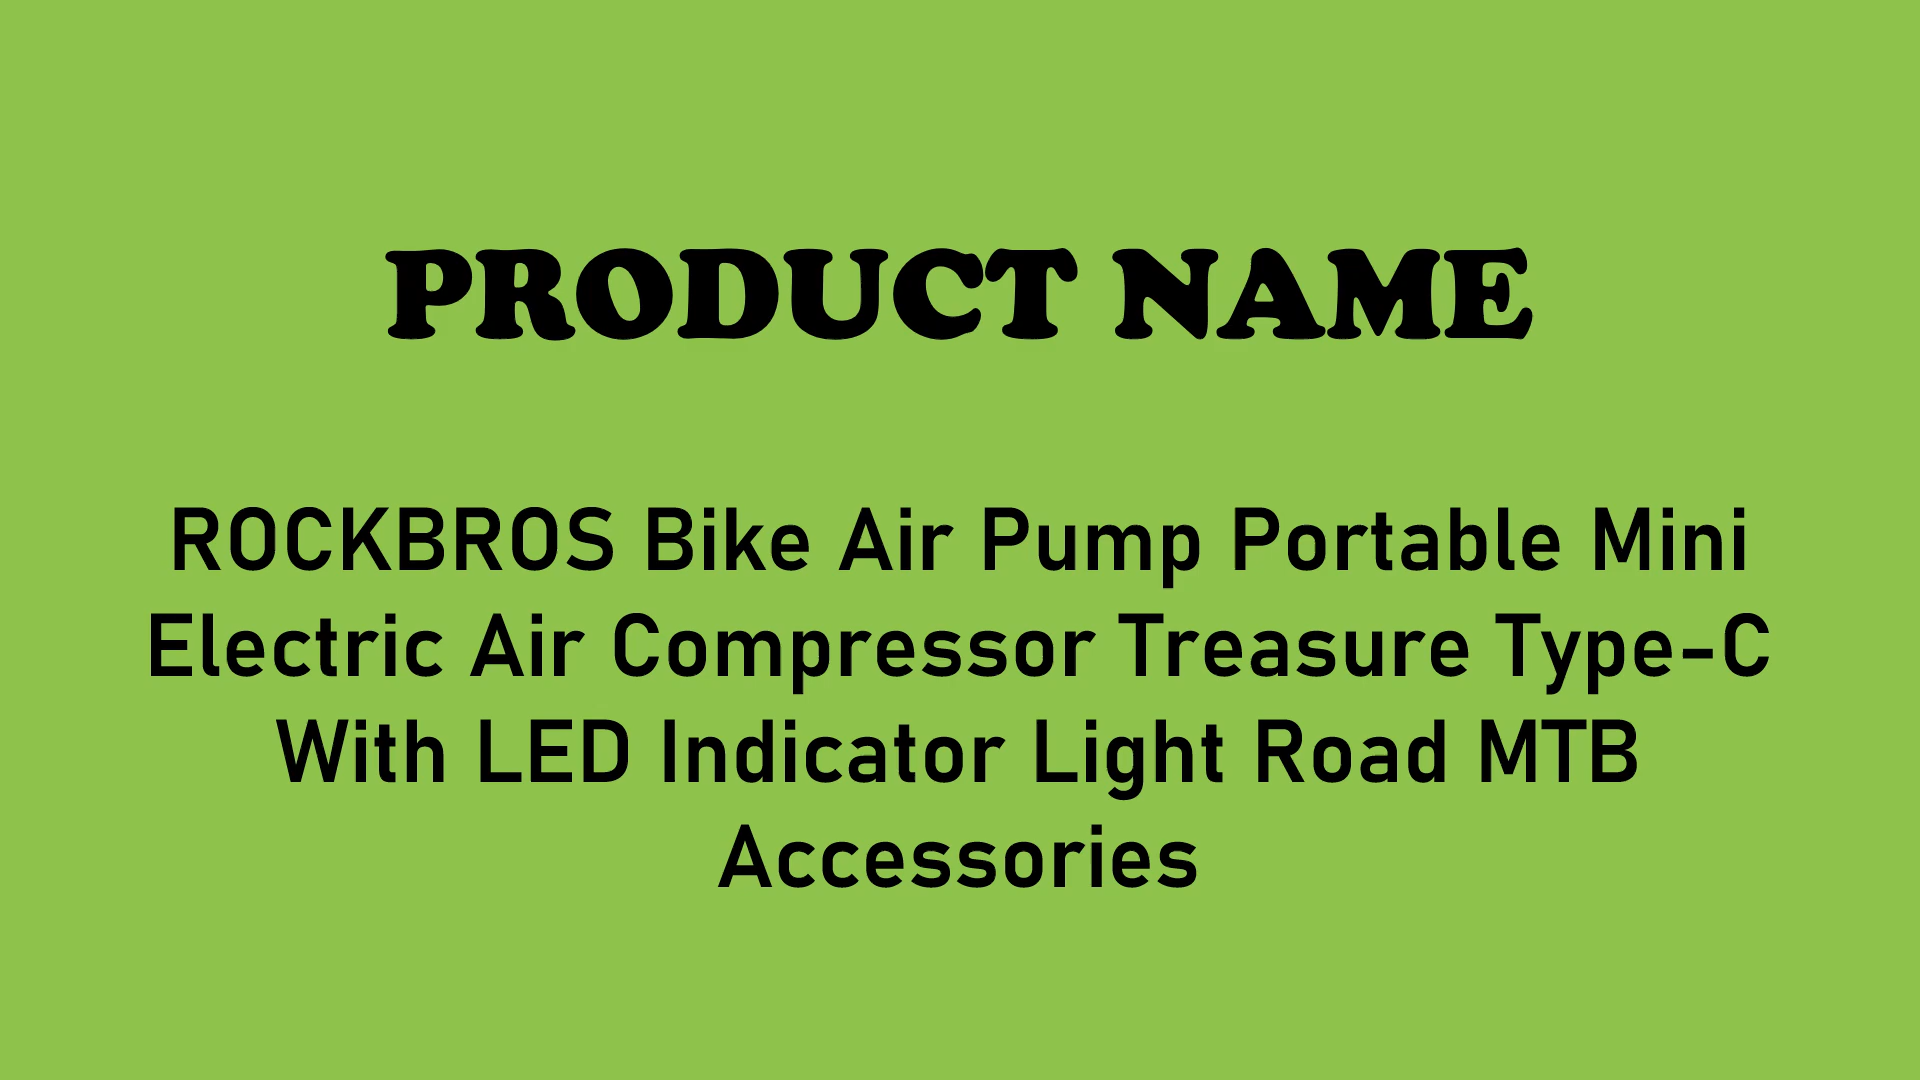 PRODUCT NAME
ROCKBROS Bike Air Pump Portable Mini
Electric Air Compressor Treasure Type-C
With LED Indicator Light Road MTB
Accessories